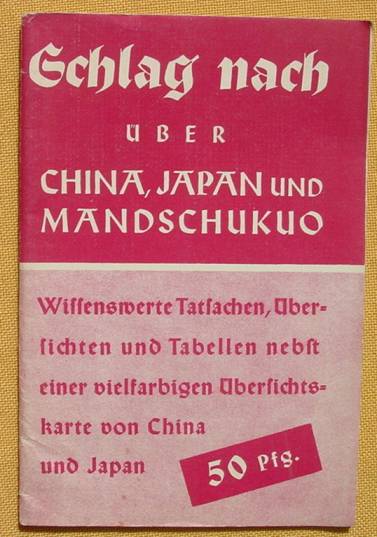 Schlag nach
ÜBER
CHINA, JAPAN UND
MANDSCHUKUO
Wiſſenswerte Tatſachen, Über-
ſichten und Tabellen nebſt
einer vielfarbigen Überſichts-
karte von China
und Japan
50 Pfg.